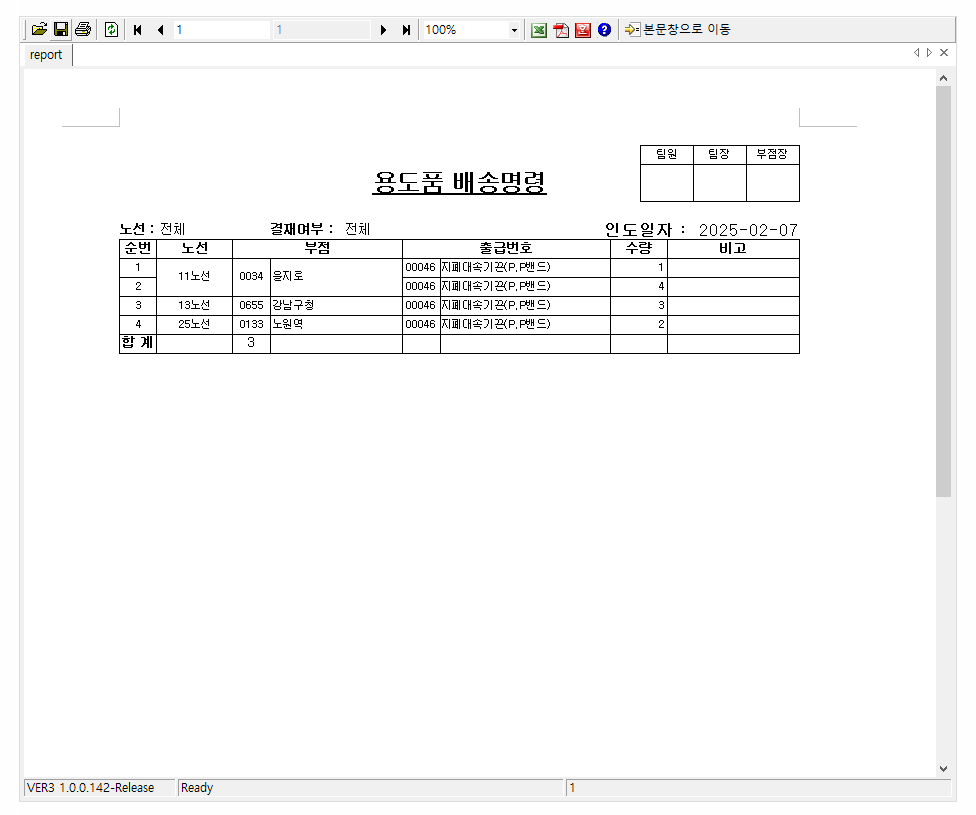 1 1 100% 본문창으로 이동
report
팀원 팀장 부점장
용도품 배송명령
노선 : 전체 결재여부 : 전체 인도일자 : 2025-02-07
순번 노선 부점 출급번호 수량 비고
1 11노선 0034 을지로 00046 지폐대속기끈(P,P밴드) 1
2 00046 지폐대속기끈(P,P밴드) 4
3 13노선 0655 강남구청 00046 지폐대속기끈(P,P밴드) 3
4 25노선 0133 노원역 00046 지폐대속기끈(P,P밴드) 2
합 계 3
VER3 1.0.0.142-Release Ready 1